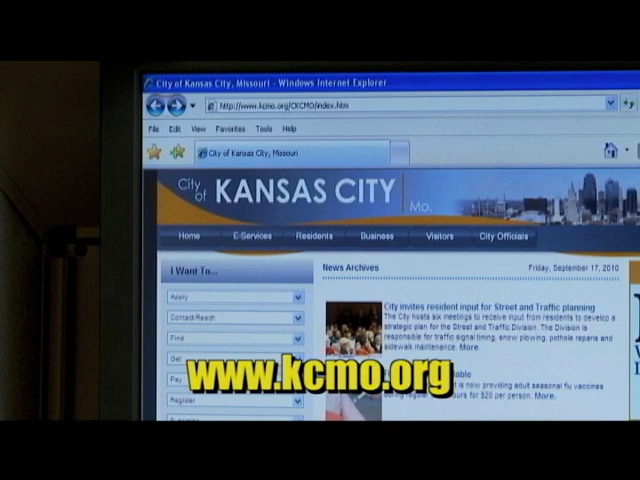 City of Kansas City, Missouri - Windows Internet Explorer
http://www.kcmo.org/CKCMO/index.htm
File Edit View Favorites Tools Help
City of Kansas City, Missouri
City of KANSAS CITY Mo.
Home E-Services Residents Business Visitors City Officials
I Want To...
News Archives Friday, September 17, 2010
Apply
Contact/Reach
Find
Get
Pay
Register
City invites resident input for Street and Traffic planning
The City hosts six meetings to receive input from residents to develop a
strategic plan for the Street and Traffic Division. The Division is
responsible for traffic signal timing, snow plowing, pothole repairs and
sidewalk maintenance. More.
is now providing adult seasonal flu vaccines
during regular for $20 per person. More.
www.kcmo.org